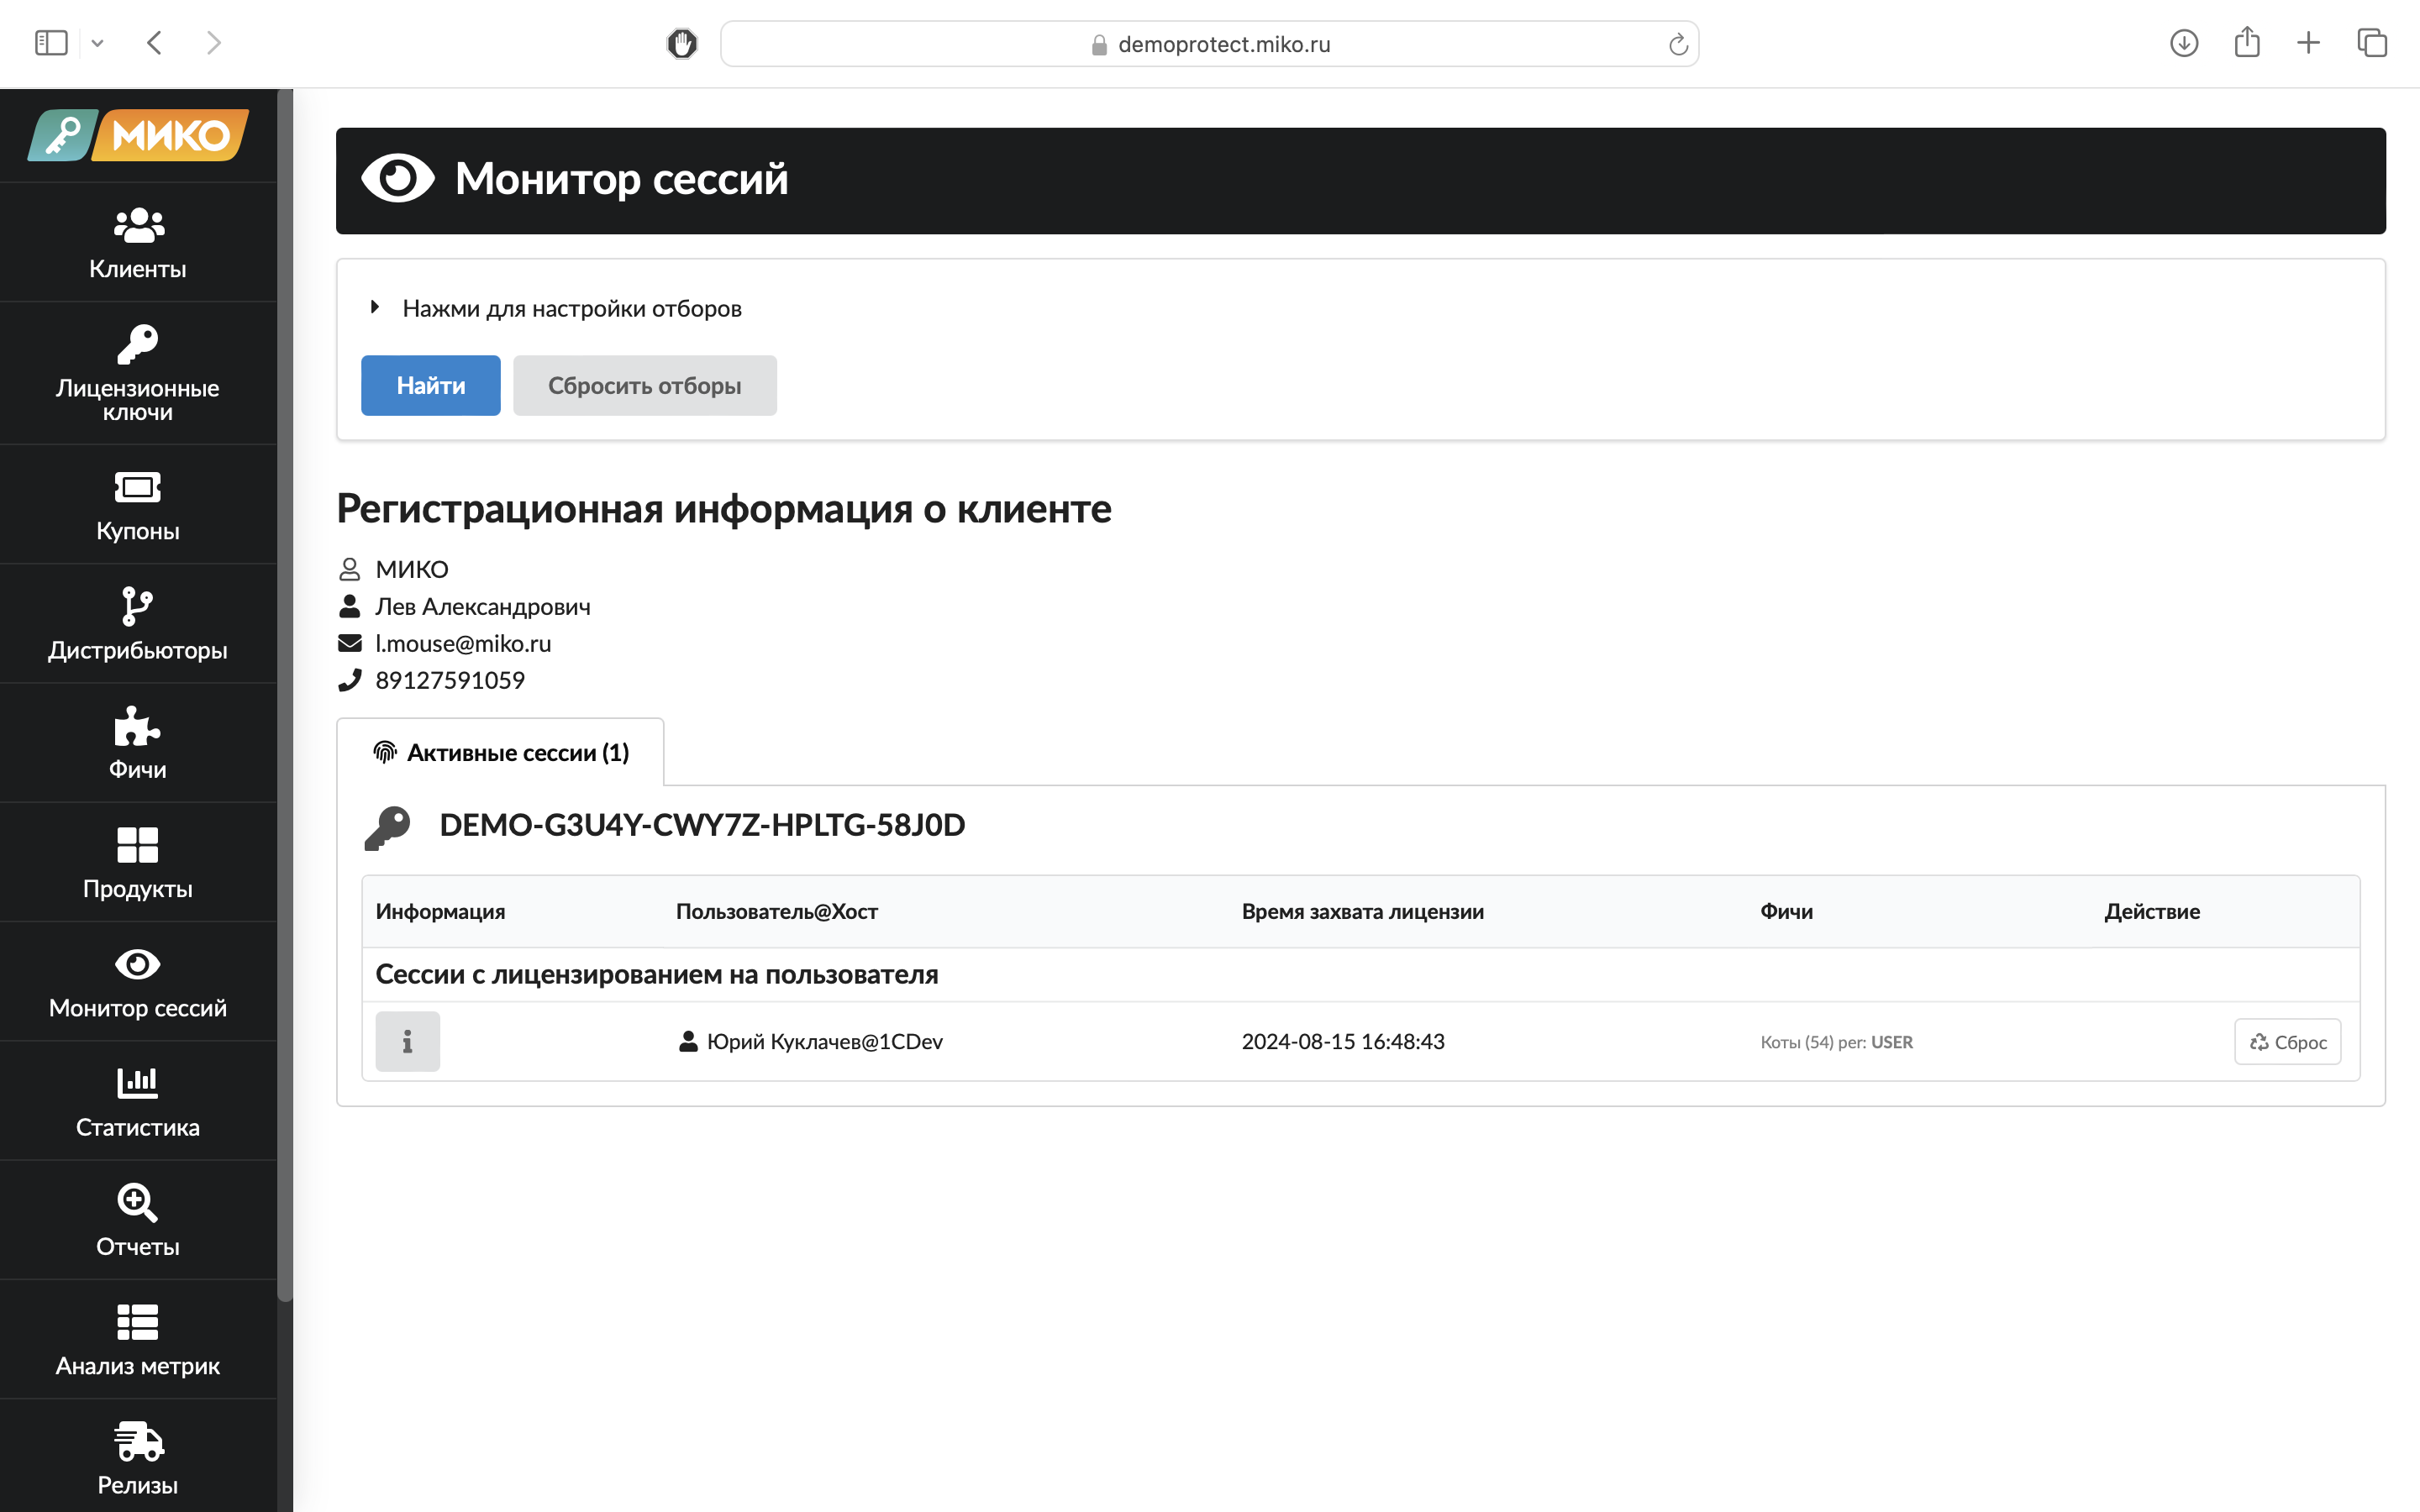 demoprotect.miko.ru
МИКО
Клиенты
Лицензионные
ключи
Купоны
Дистрибьюторы
Фичи
Продукты
Монитор сессий
Статистика
Отчеты
Анализ метрик
Релизы
Монитор сессий
Нажми для настройки отборов
Найти Сбросить отборы
Регистрационная информация о клиенте
МИКО
Лев Александрович
l.mouse@miko.ru
89127591059
Активные сессии (1)
DEMO-G3U4Y-CWY7Z-HPLTG-58J0D
Информация Пользователь@Хост Время захвата лицензии Фичи Действие
Сессии с лицензированием на пользователя
Юрий Куклачев@1CDev 2024-08-15 16:48:43 Коты (54) per: USER Сброс